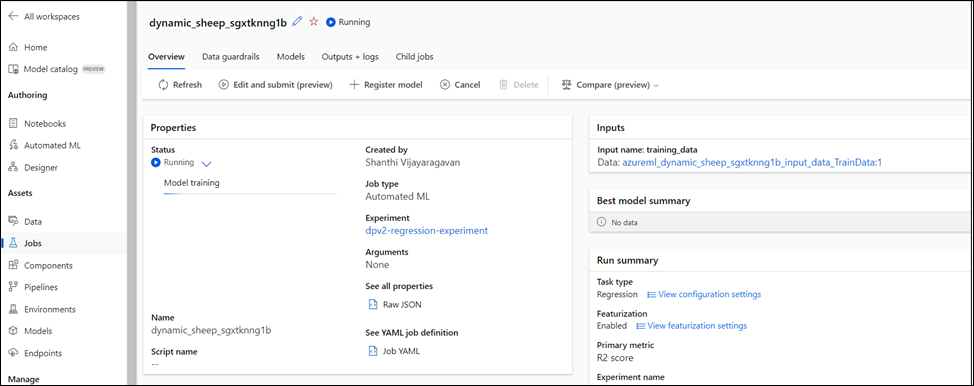 All workspaces
Home
Model catalog PREVIEW
Authoring
Notebooks
Automated ML
Designer
Assets
Data
Jobs
Components
Pipelines
Environments
Models
Endpoints
Manage
dynamic_sheep_sgxtknng1b Running
Overview Data guardrails Models Outputs + logs Child jobs
Refresh Edit and submit (preview) Register model Cancel Delete Compare (preview)
Properties
Status
Running
Model training
Name
dynamic_sheep_sgxtknng1b
Script name
--
Created by
Shanthi Vijayaragavan
Job type
Automated ML
Experiment
dpv2-regression-experiment
Arguments
None
See all properties
Raw JSON
See YAML job definition
Job YAML
Inputs
Input name: training_data
Data: azureml_dynamic_sheep_sgxtknng1b_input_data_TrainData:1
Best model summary
No data
Run summary
Task type
Regression View configuration settings
Featurization
Enabled View featurization settings
Primary metric
R2 score
Experiment name